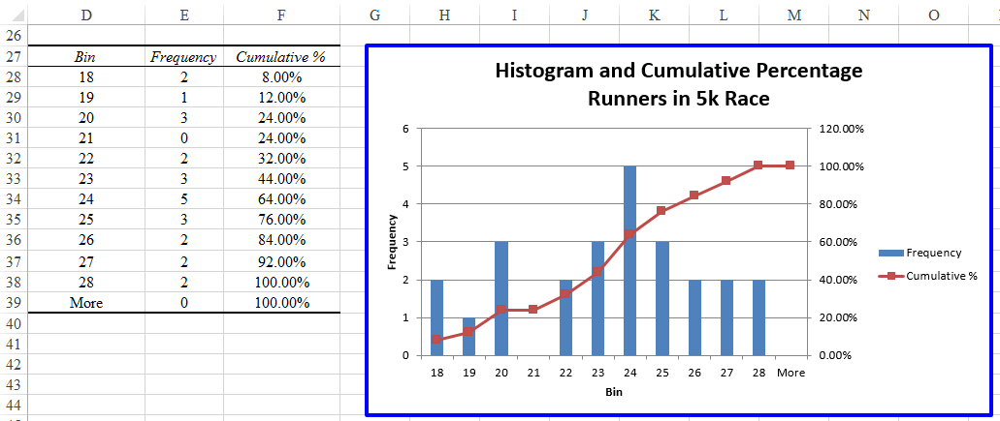 D E F G H I J K L M N O
26
27 Bin Frequency Cumulative %
28 18 2 8.00%
29 19 1 12.00%
30 20 3 24.00%
31 21 0 24.00%
32 22 2 32.00%
33 23 3 44.00%
34 24 5 64.00%
35 25 3 76.00%
36 26 2 84.00%
37 27 2 92.00%
38 28 2 100.00%
39 More 0 100.00%
40
41
42
43
44
Histogram and Cumulative Percentage
Runners in 5k Race
6 120.00%
5 100.00%
4 80.00%
3 60.00%
2 40.00%
1 20.00%
0 0.00%
Frequency
18 19 20 21 22 23 24 25 26 27 28 More
Bin
Frequency
Cumulative %